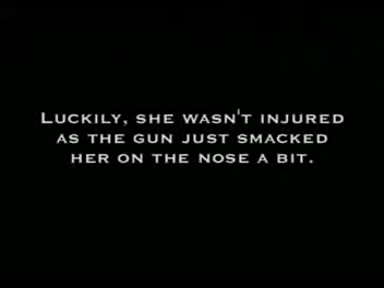 Luckily, she wasn't injured
as the gun just smacked
her on the nose a bit.